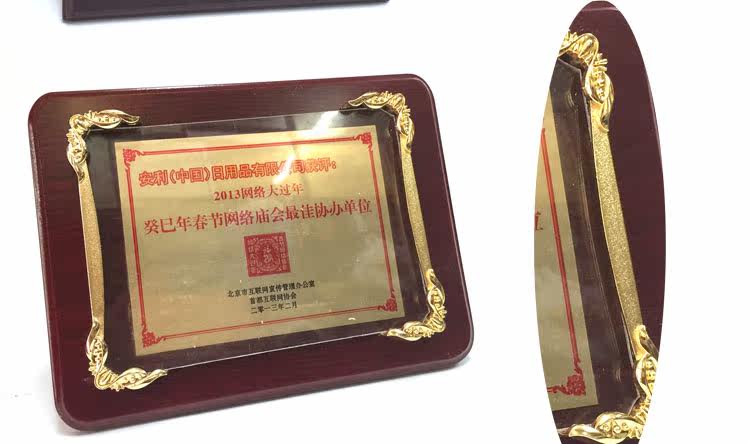 安利(中国)日用品有限公司获评:
2013网络大过年
癸巳年春节网络庙会最佳协办单位
北京市互联网宣传管理办公室
首都互联网协会
二零一三年二月
位